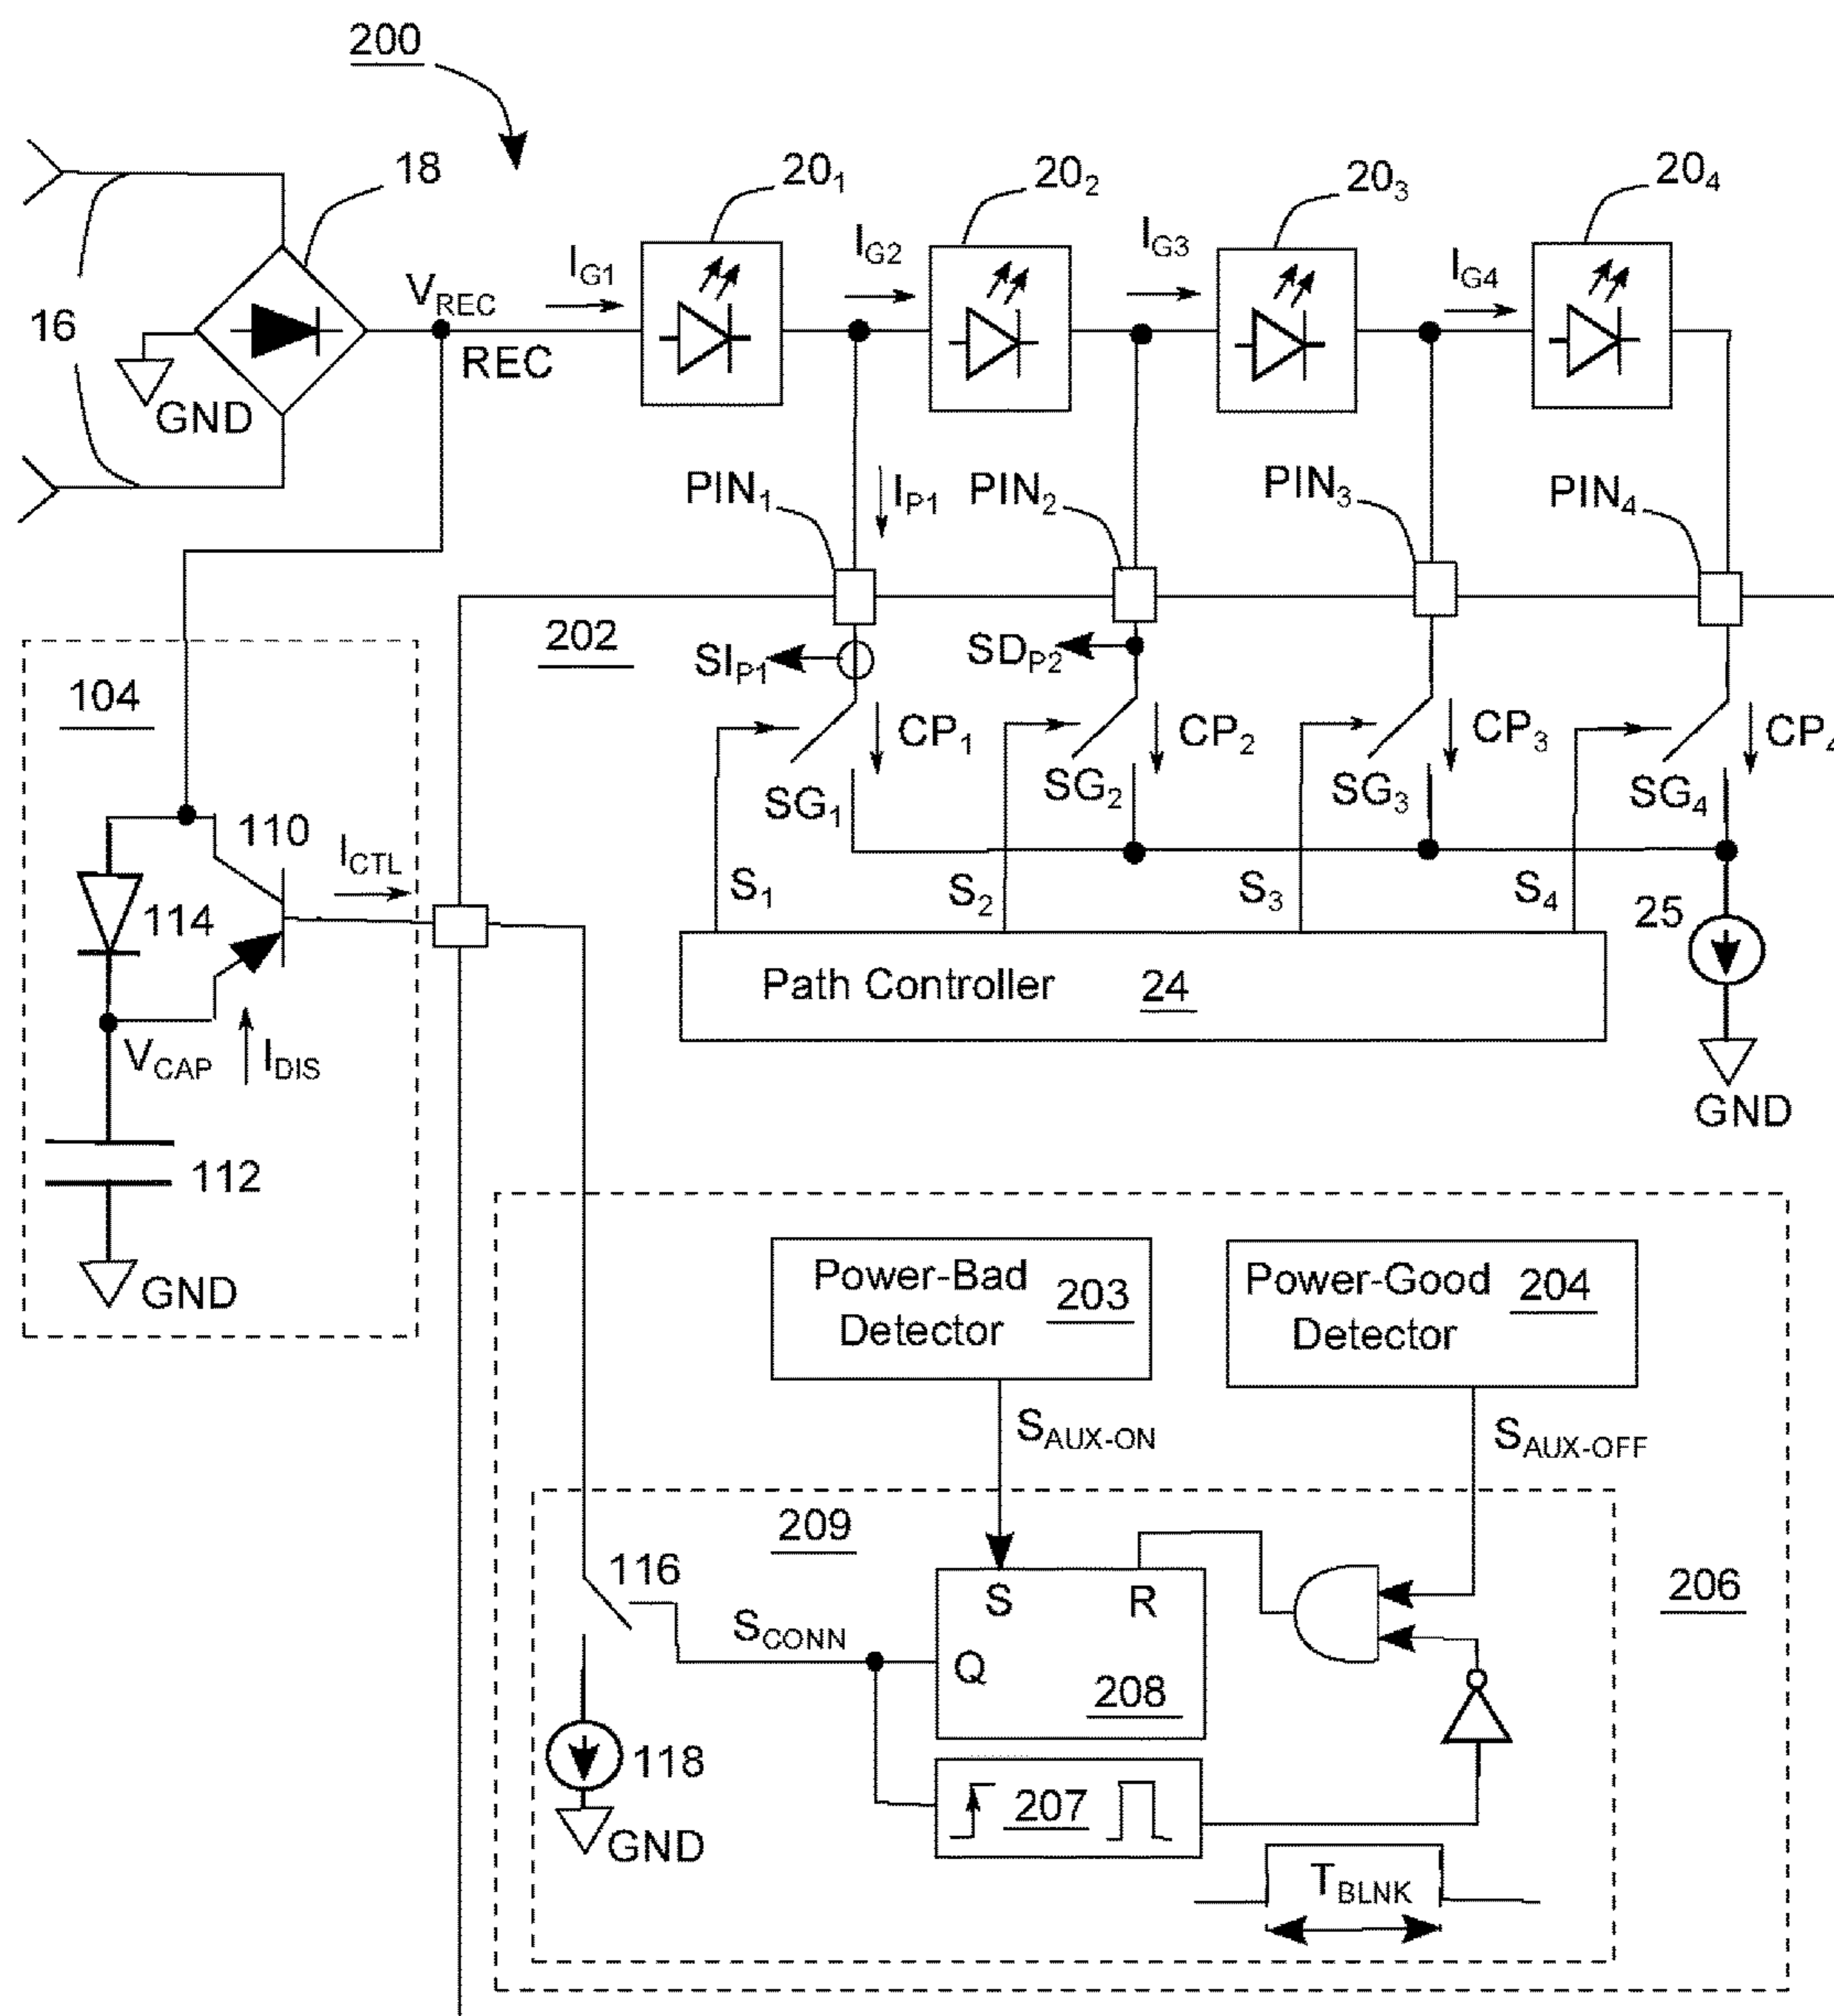 200
18
20₁
20₂
20₃
20₄
16
V_REC
REC
I_G1
I_G2
I_G3
I_G4
GND
PIN₁
I_P1
PIN₂
PIN₃
PIN₄
202
SI_P1
SD_P2
104
CP₁
CP₂
CP₃
CP₄
SG₁
SG₂
SG₃
SG₄
110
I_CTL
S₁
S₂
S₃
S₄
25
114
Path Controller 24
V_CAP
I_DIS
GND
112
GND
Power-Bad
Detector
203
Power-Good
Detector
204
S_AUX-ON
S_AUX-OFF
209
116
S
R
206
S_CONN
Q
208
118
207
GND
T_BLNK